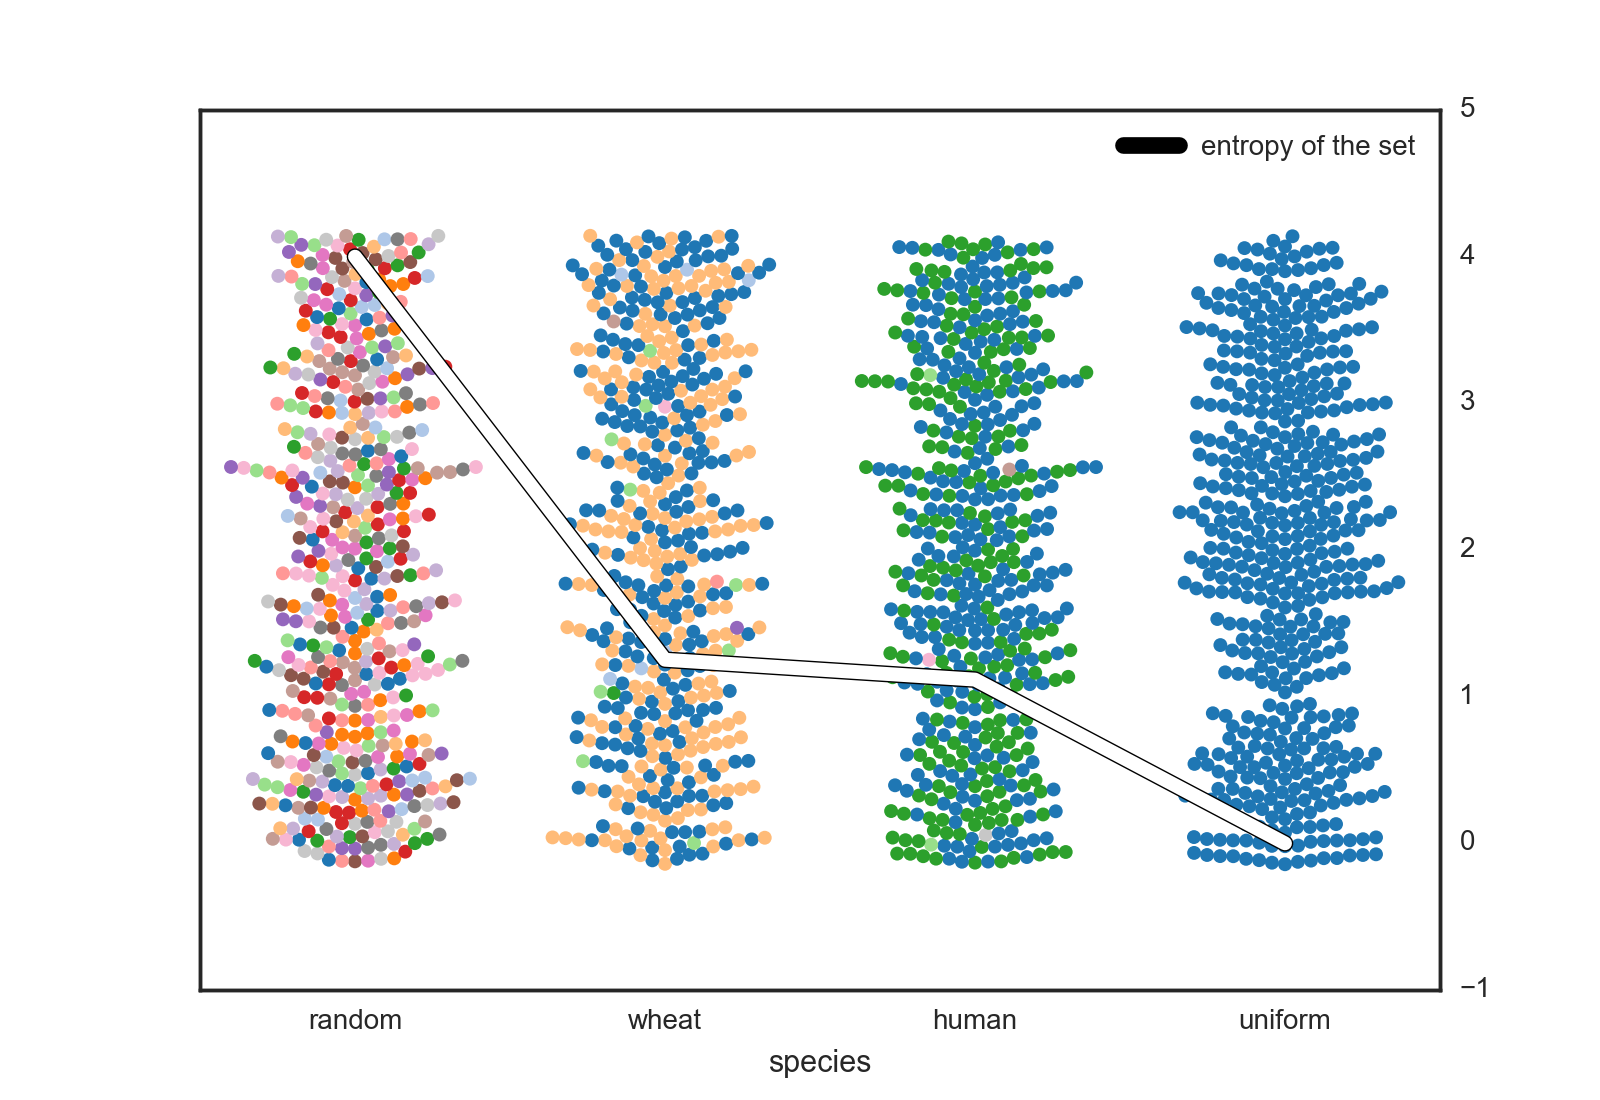 entropy of the set
5
4
3
2
1
0
−1
random wheat human uniform
species